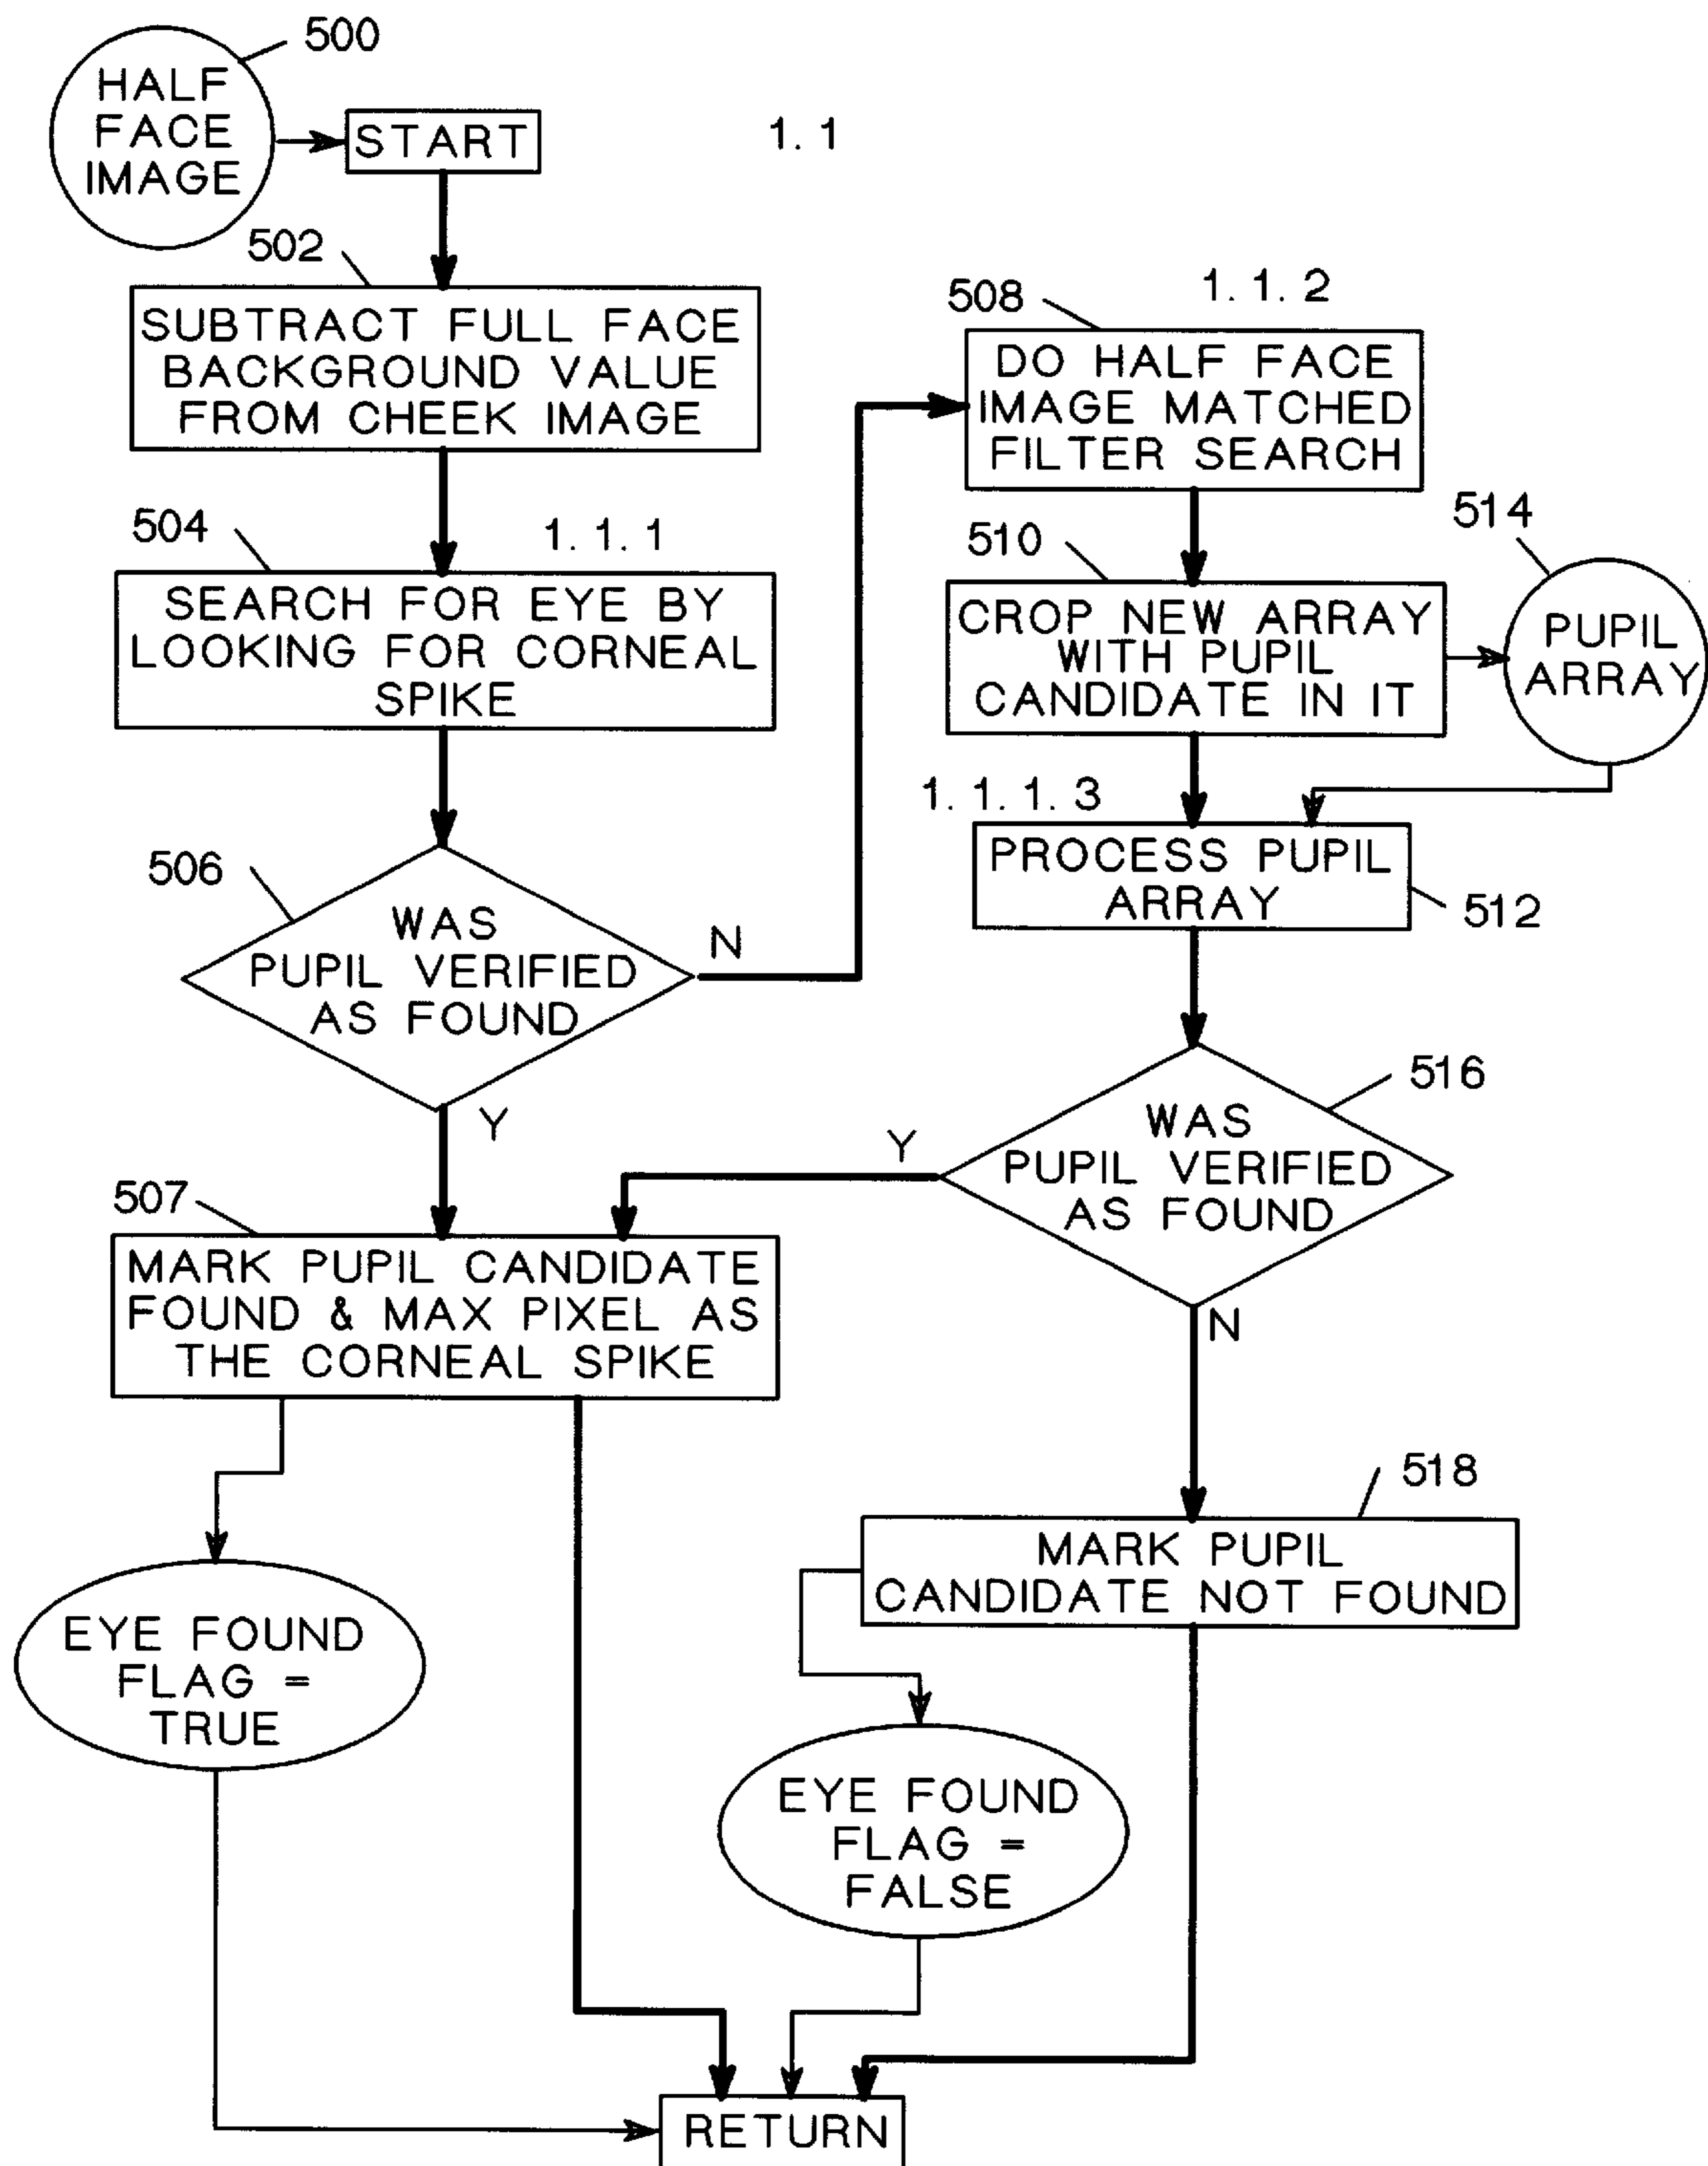 500
HALF
FACE
IMAGE
START
1. 1
502
SUBTRACT FULL FACE
BACKGROUND VALUE
FROM CHEEK IMAGE
504
1. 1. 1
SEARCH FOR EYE BY
LOOKING FOR CORNEAL
SPIKE
506
WAS
PUPIL VERIFIED
AS FOUND
N
Y
508
1. 1. 2
DO HALF FACE
IMAGE MATCHED
FILTER SEARCH
510
CROP NEW ARRAY
WITH PUPIL
CANDIDATE IN IT
514
PUPIL
ARRAY
1. 1. 1. 3
PROCESS PUPIL
ARRAY
512
516
WAS
PUPIL VERIFIED
AS FOUND
Y
N
507
MARK PUPIL CANDIDATE
FOUND & MAX PIXEL AS
THE CORNEAL SPIKE
EYE FOUND
FLAG =
TRUE
518
MARK PUPIL
CANDIDATE NOT FOUND
EYE FOUND
FLAG =
FALSE
RETURN